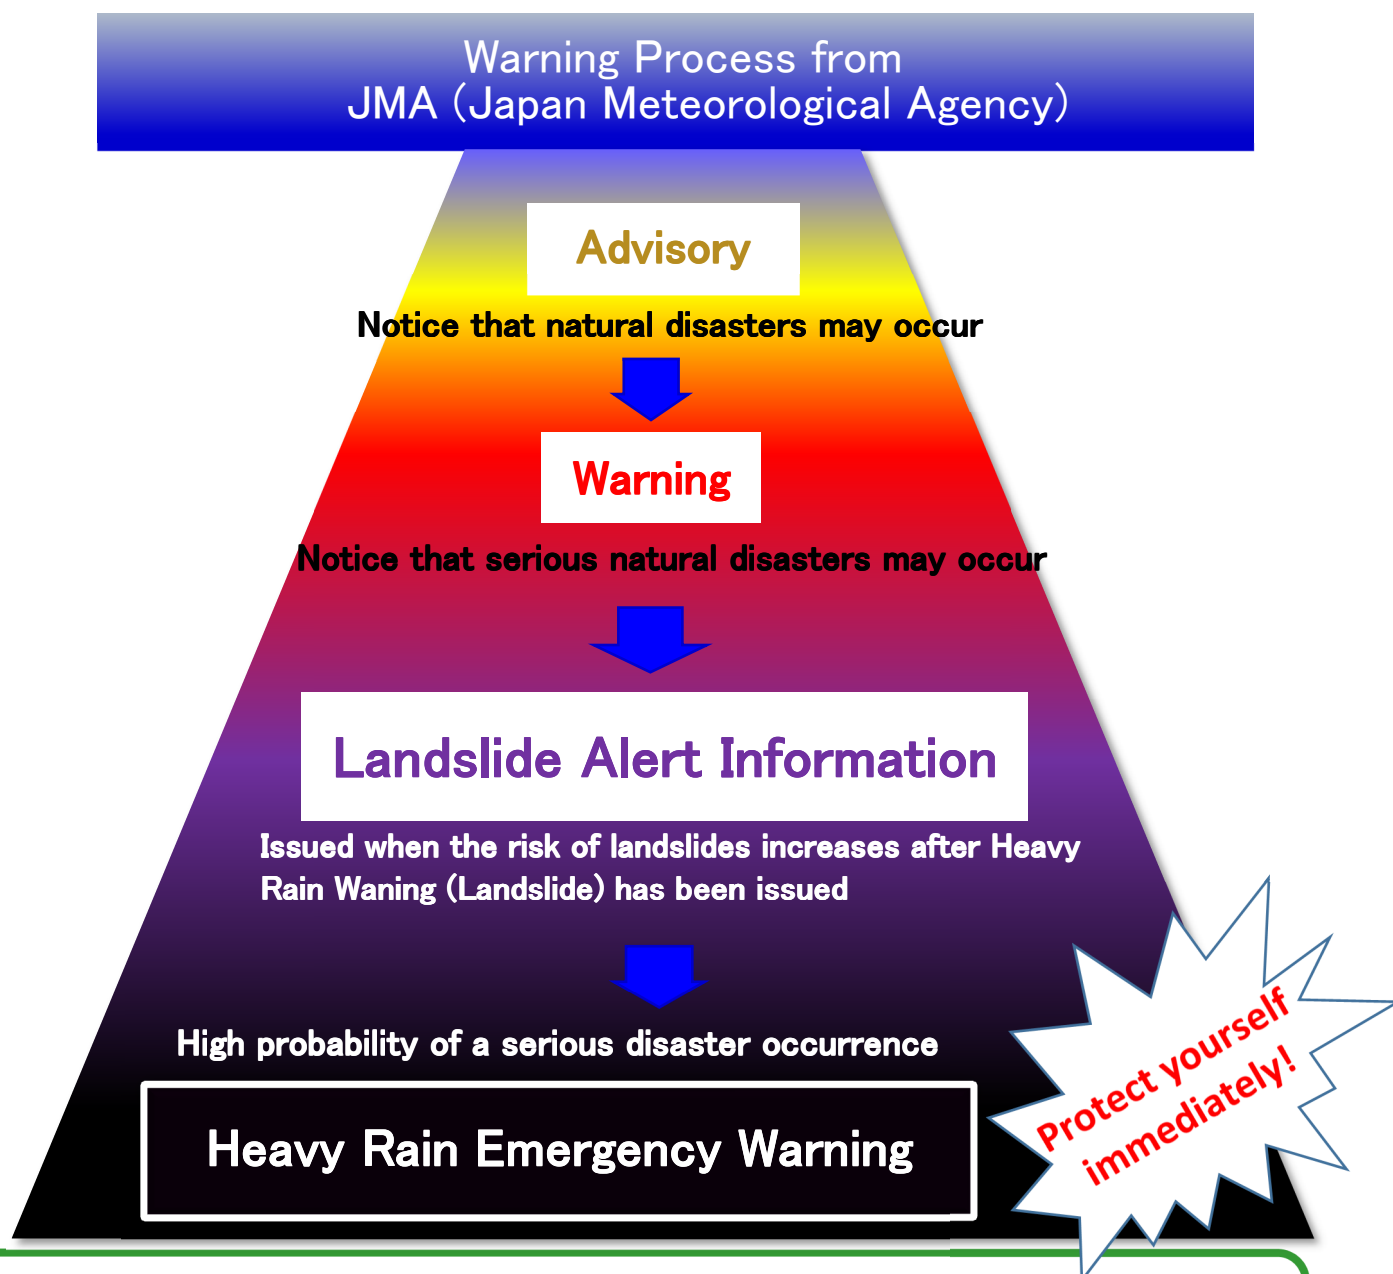 Warning Process from
JMA (Japan Meteorological Agency)
Advisory
Notice that natural disasters may occur
Warning
Notice that serious natural disasters may occur
Landslide Alert Information
Issued when the risk of landslides increases after Heavy
Rain Waning (Landslide) has been issued
High probability of a serious disaster occurrence
Heavy Rain Emergency Warning
Protect yourself
immediately!